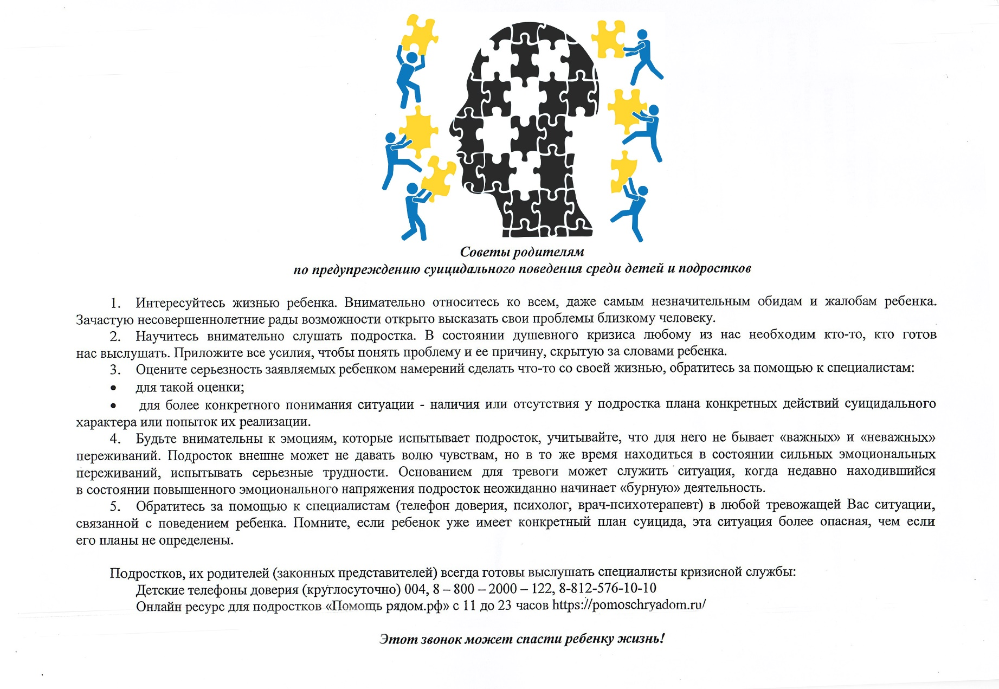 Советы родителям
по предупреждению суицидального поведения среди детей и подростков
1. Интересуйтесь жизнью ребенка. Внимательно относитесь ко всем, даже самым незначительным обидам и жалобам ребенка.
Зачастую несовершеннолетние рады возможности открыто высказать свои проблемы близкому человеку.
2. Научитесь внимательно слушать подростка. В состоянии душевного кризиса любому из нас необходим кто-то, кто готов
нас выслушать. Приложите все усилия, чтобы понять проблему и ее причину, скрытую за словами ребенка.
3. Оцените серьезность заявляемых ребенком намерений сделать что-то со своей жизнью, обратитесь за помощью к специалистам:
• для такой оценки;
• для более конкретного понимания ситуации - наличия или отсутствия у подростка плана конкретных действий суицидального
характера или попыток их реализации.
4. Будьте внимательны к эмоциям, которые испытывает подросток, учитывайте, что для него не бывает «важных» и «неважных»
переживаний. Подросток внешне может не давать волю чувствам, но в то же время находиться в состоянии сильных эмоциональных
переживаний, испытывать серьезные трудности. Основанием для тревоги может служить ситуация, когда недавно находившийся
в состоянии повышенного эмоционального напряжения подросток неожиданно начинает «бурную» деятельность.
5. Обратитесь за помощью к специалистам (телефон доверия, психолог, врач-психотерапевт) в любой тревожащей Вас ситуации,
связанной с поведением ребенка. Помните, если ребенок уже имеет конкретный план суицида, эта ситуация более опасная, чем если
его планы не определены.
Подростков, их родителей (законных представителей) всегда готовы выслушать специалисты кризисной службы:
Детские телефоны доверия (круглосуточно) 004, 8 – 800 – 2000 – 122, 8-812-576-10-10
Онлайн ресурс для подростков «Помощь рядом.рф» с 11 до 23 часов https://pomoschryadom.ru/
Этот звонок может спасти ребенку жизнь!